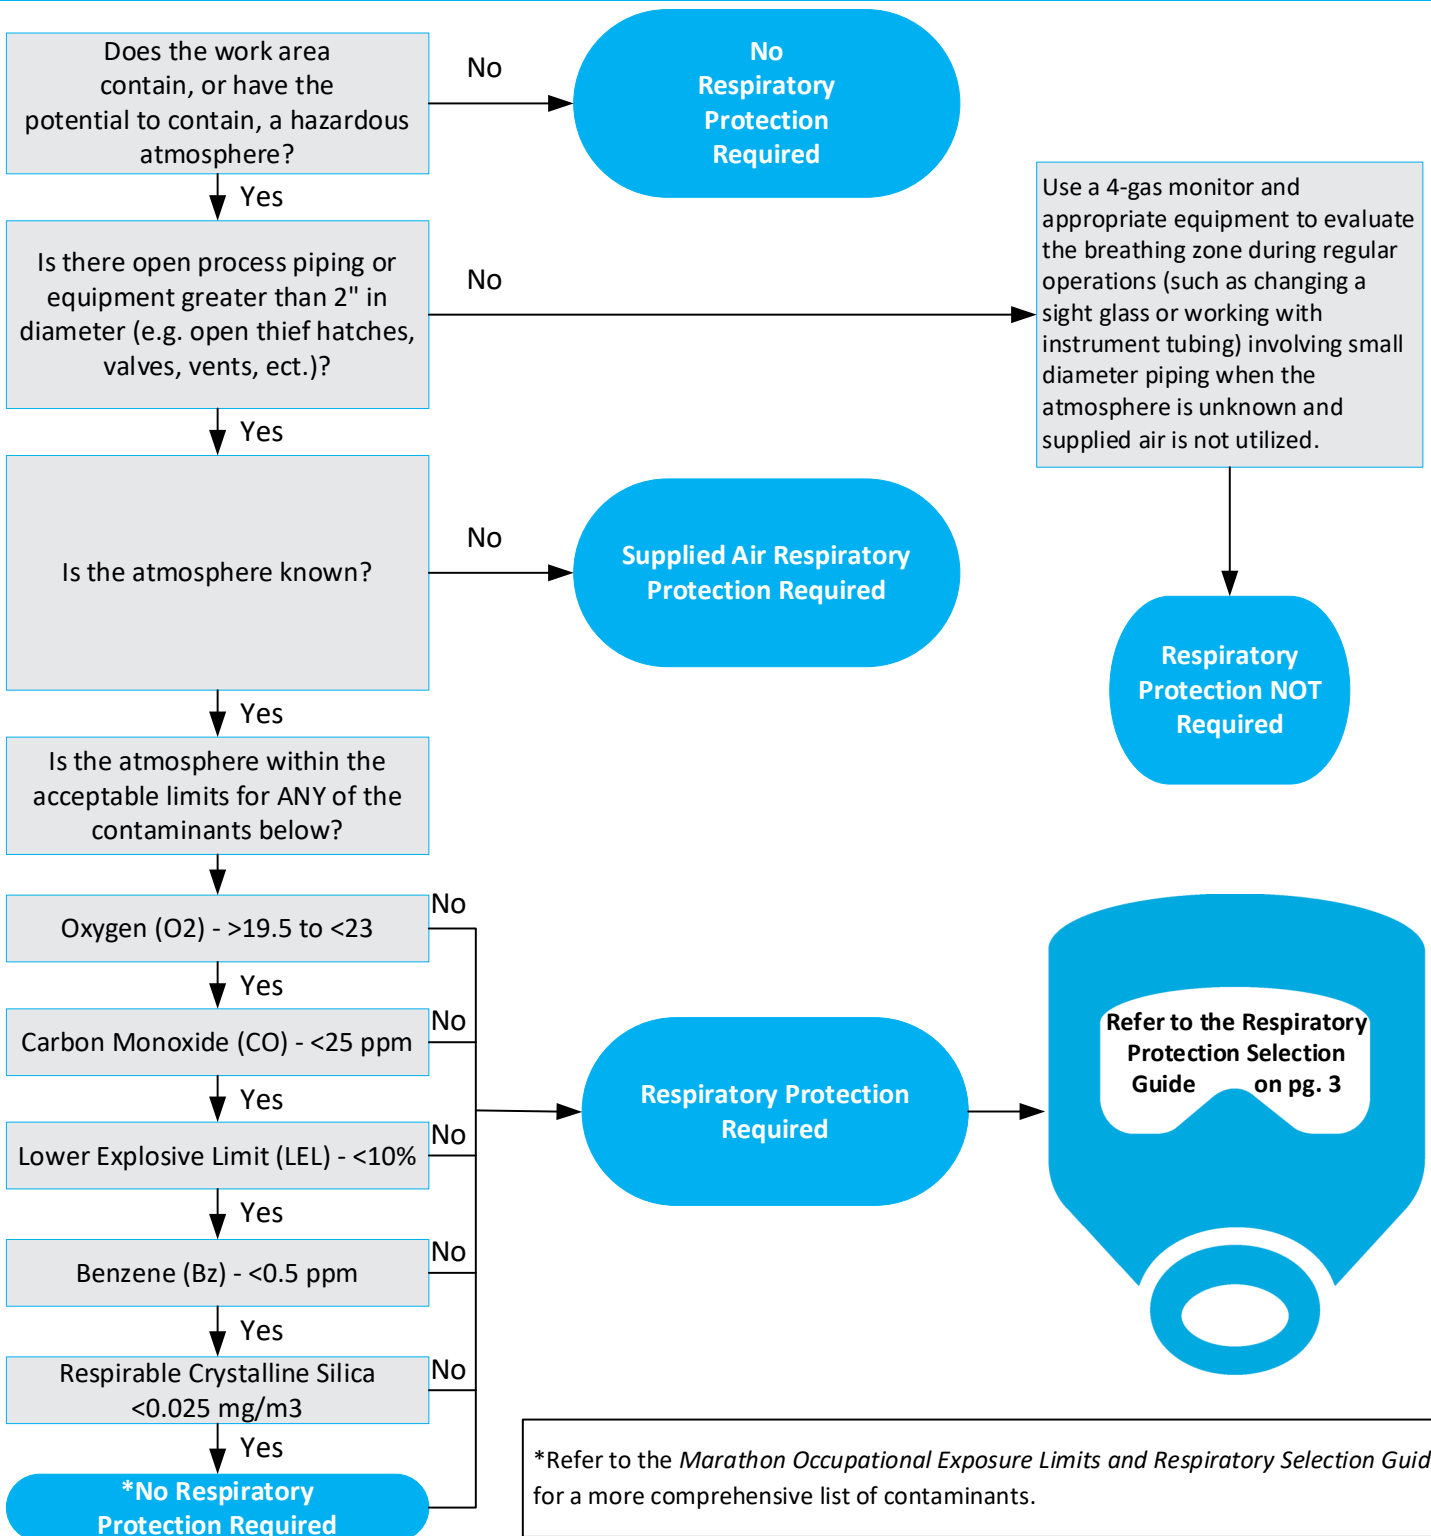 Does the work area
contain, or have the
potential to contain, a hazardous
atmosphere?
No
No
Respiratory
Protection
Required
Yes
Is there open process piping or
equipment greater than 2" in
diameter (e.g. open thief hatches,
valves, vents, ect.)?
No
Use a 4-gas monitor and
appropriate equipment to evaluate
the breathing zone during regular
operations (such as changing a
sight glass or working with
instrument tubing) involving small
diameter piping when the
atmosphere is unknown and
supplied air is not utilized.
Yes
Is the atmosphere known?
No
Supplied Air Respiratory
Protection Required
Respiratory
Protection NOT
Required
Yes
Is the atmosphere within the
acceptable limits for ANY of the
contaminants below?
Oxygen (O2) - >19.5 to <23
No
Yes
Carbon Monoxide (CO) - <25 ppm
No
Yes
Lower Explosive Limit (LEL) - <10%
No
Yes
Benzene (Bz) - <0.5 ppm
No
Yes
Respirable Crystalline Silica
<0.025 mg/m3
No
Yes
*No Respiratory
Protection Required
Respiratory Protection
Required
Refer to the Respiratory
Protection Selection
Guide on pg. 3
*Refer to the Marathon Occupational Exposure Limits and Respiratory Selection Guid
for a more comprehensive list of contaminants.